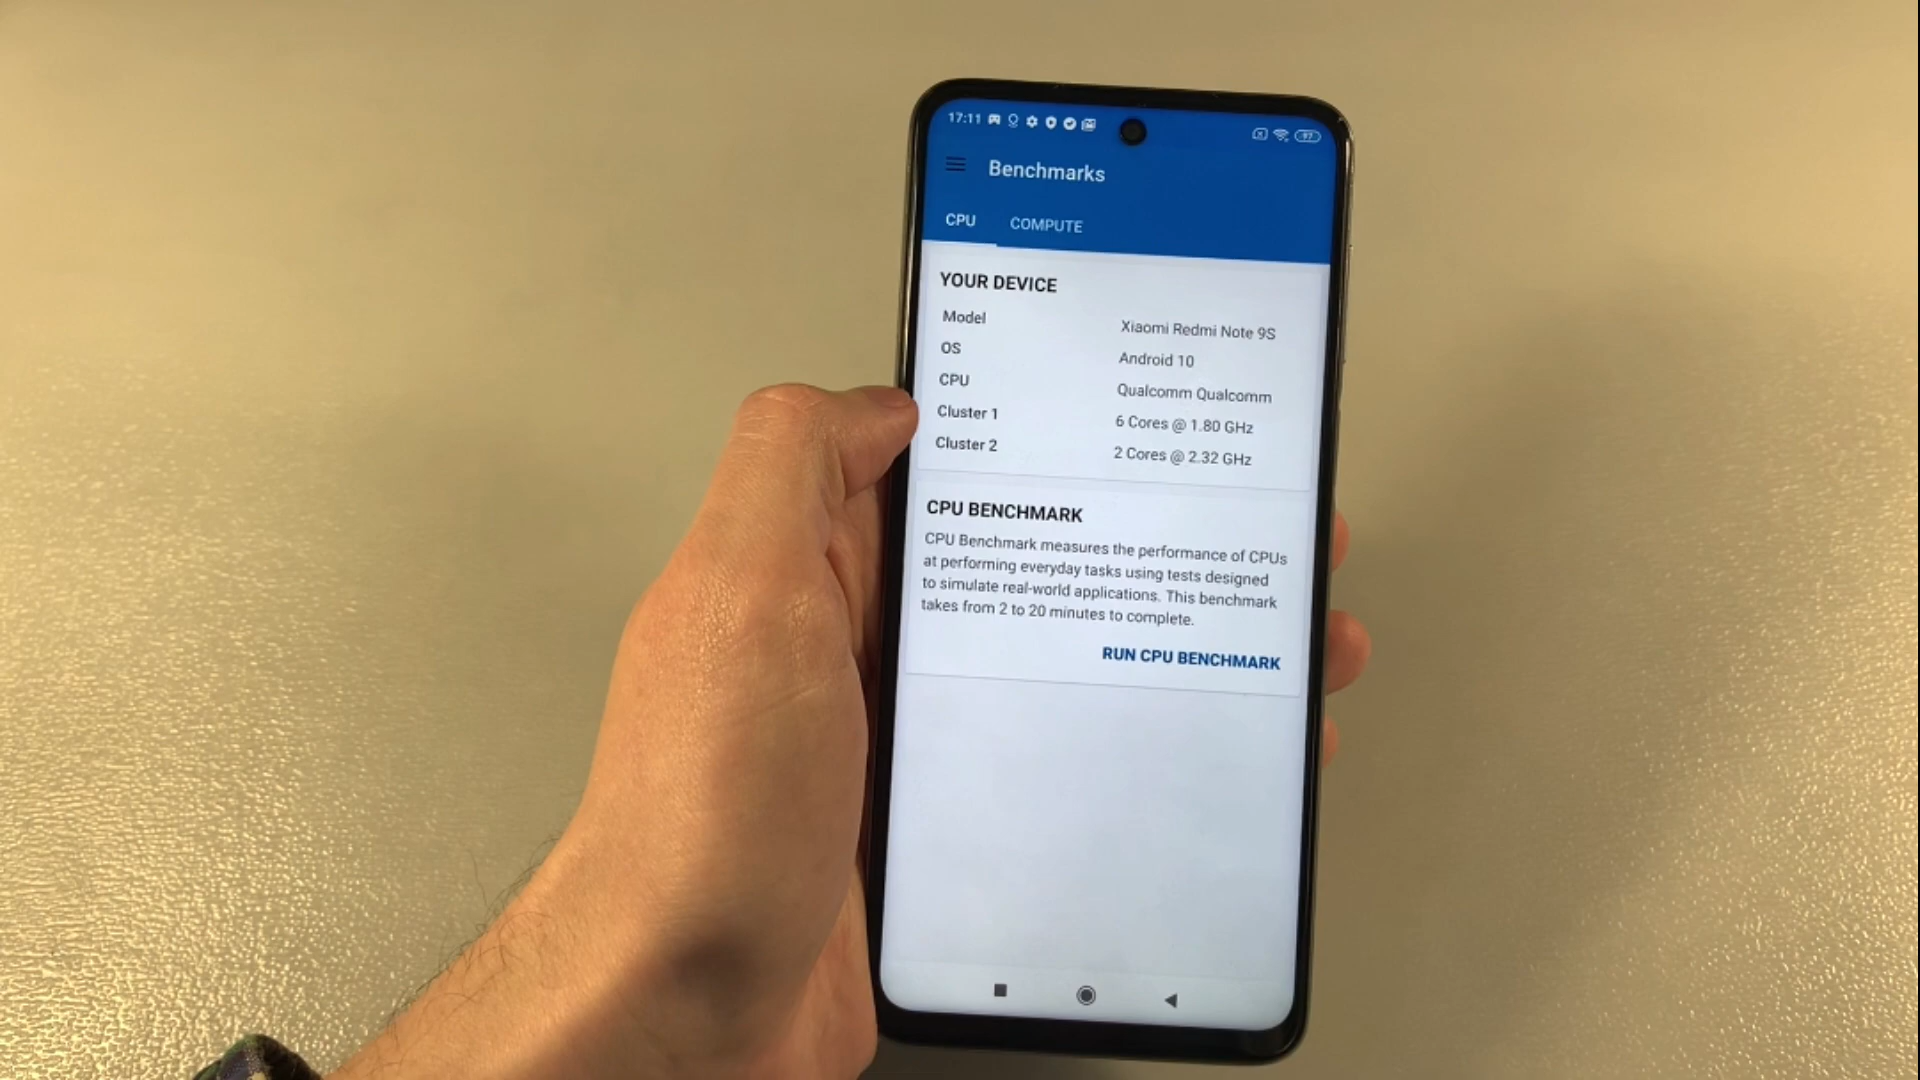 17:11
97
Benchmarks
CPU COMPUTE
YOUR DEVICE
Model Xiaomi Redmi Note 9S
OS Android 10
CPU Qualcomm Qualcomm
Cluster 1 6 Cores @ 1.80 GHz
Cluster 2 2 Cores @ 2.32 GHz
CPU BENCHMARK
CPU Benchmark measures the performance of CPUs
at performing everyday tasks using tests designed
to simulate real-world applications. This benchmark
takes from 2 to 20 minutes to complete.
RUN CPU BENCHMARK